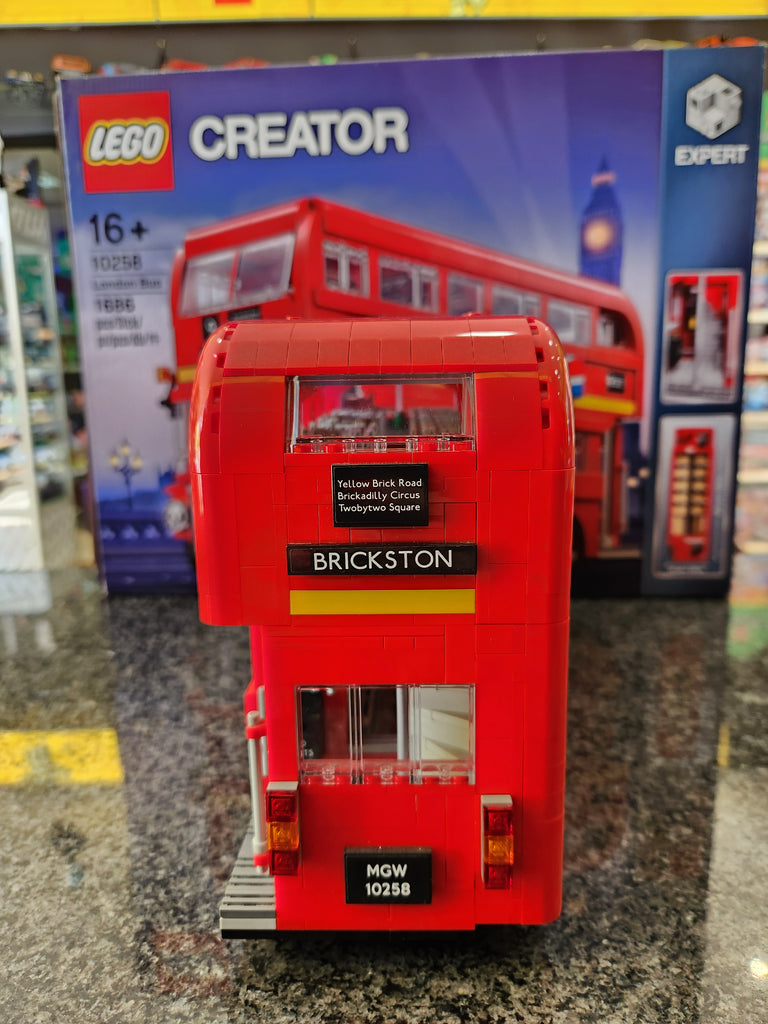 LEGO
CREATOR
EXPERT
16+
10258
London Bus
1686
Yellow Brick Road
Brickadilly Circus
Twobytwo Square
BRICKSTON
MGW
10258